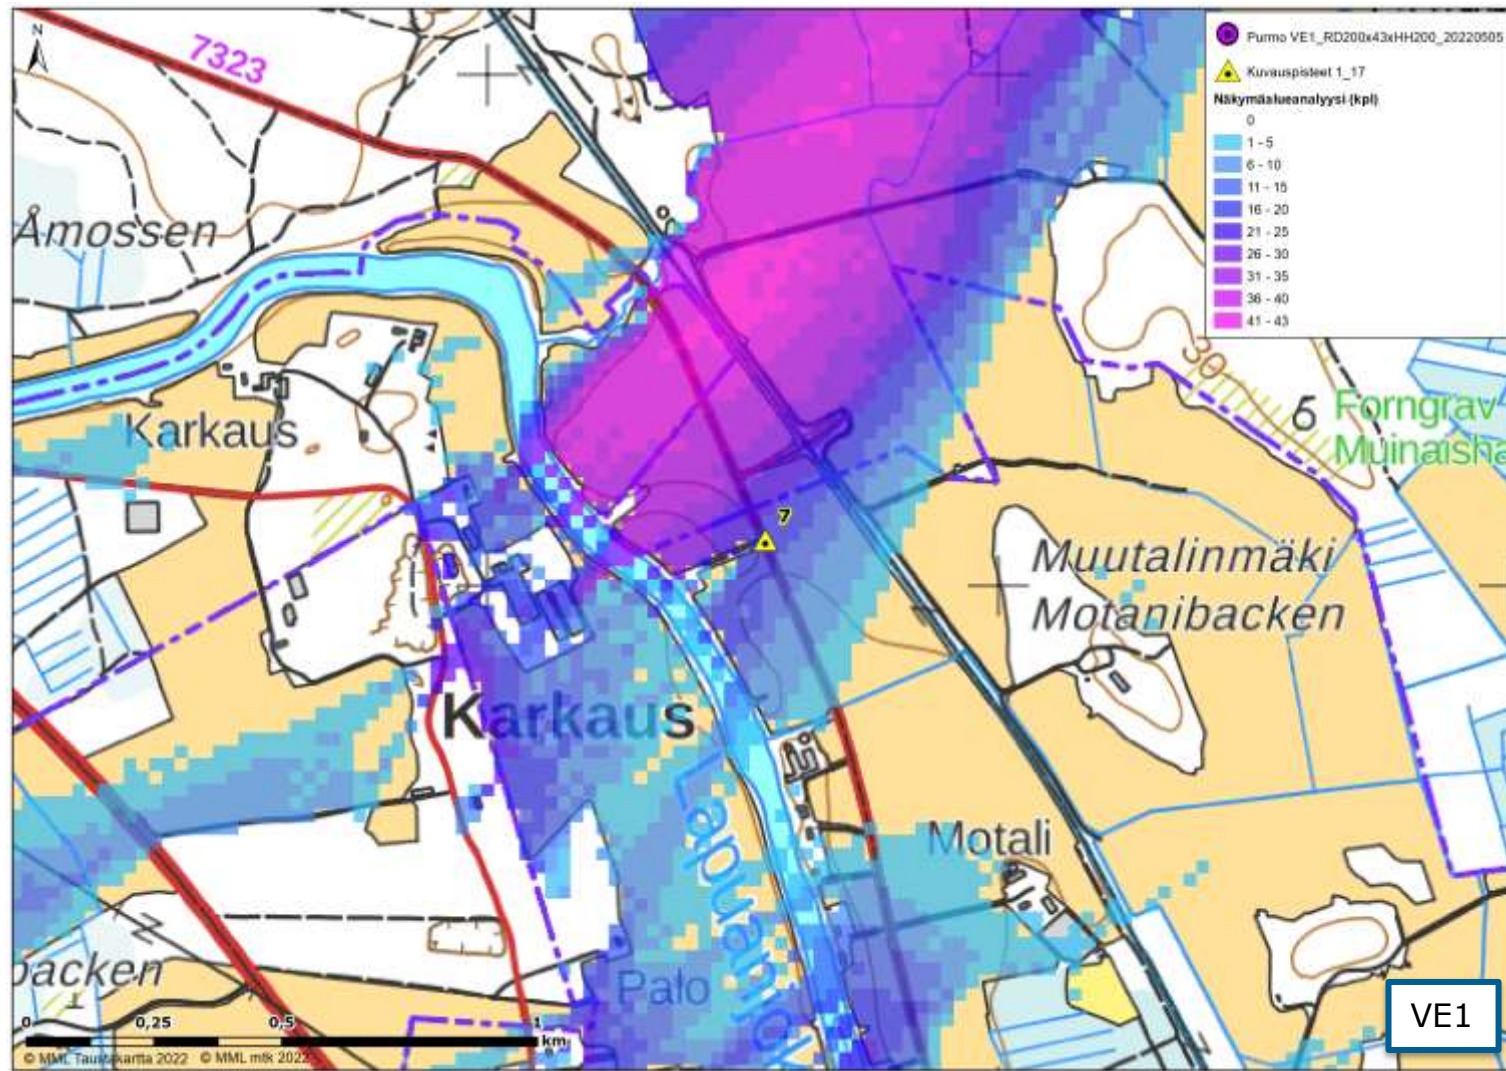 N
7323
Purmo VE1_RD200x43xHH200_20220505
Kuvauspisteet 1_17
Näkymäalueanalyysi (kpl)
0
1 - 5
6 - 10
11 - 15
16 - 20
21 - 25
26 - 30
31 - 35
36 - 40
41 - 43
Åmossen
30
6
Forngrav
Muinaisha
Karkaus
7
Muutalinmäki
Motanibacken
Karkaus
Motali
backen
Palo
VE1
0 0,25 0,5 1
km
© MML Taustakartta 2022 © MML mtk 2022